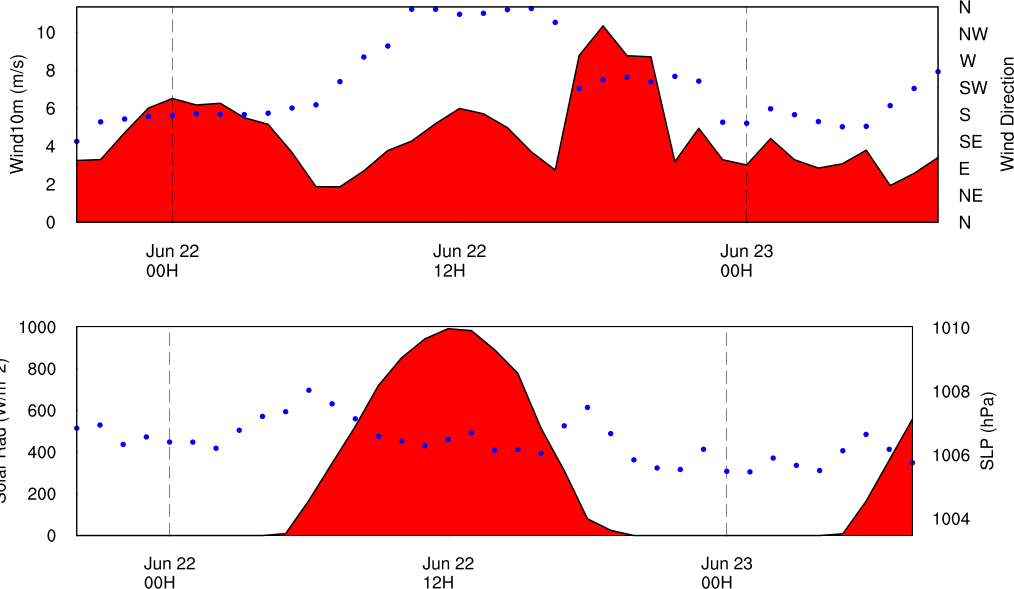 N
10
NW
8
W
SW
6
S
4
SE
E
2
NE
0
N
Wind10m (m/s)
Wind Direction
Jun 22
00H
Jun 22
12H
Jun 23
00H
1000
1010
800
1008
600
400
1006
200
1004
0
SLP (hPa)
Jun 22
00H
Jun 22
12H
Jun 23
00H